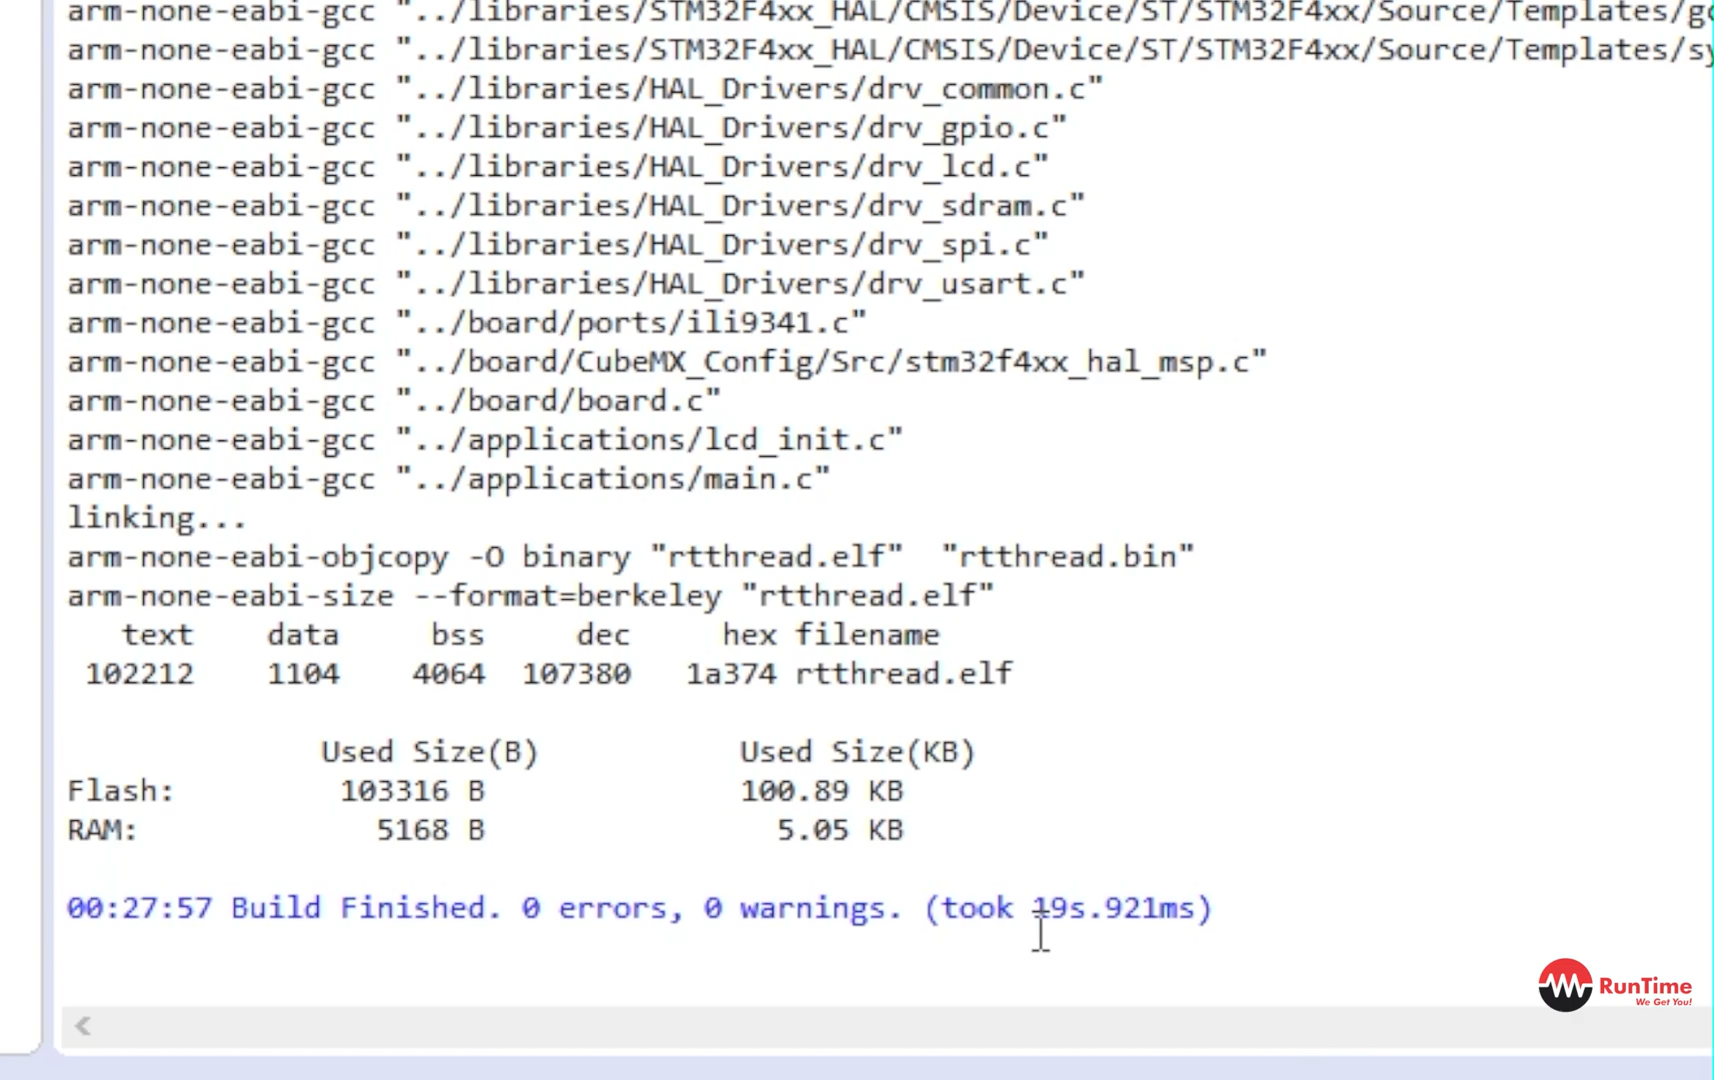 arm-none-eabi-gcc "../libraries/STM32F4xx_HAL/CMSIS/Device/ST/STM32F4xx/Source/Templates/
arm-none-eabi-gcc "../libraries/STM32F4xx_HAL/CMSIS/Device/ST/STM32F4xx/Source/Templates/
arm-none-eabi-gcc "../libraries/HAL_Drivers/drv_common.c"
arm-none-eabi-gcc "../libraries/HAL_Drivers/drv_gpio.c"
arm-none-eabi-gcc "../libraries/HAL_Drivers/drv_lcd.c"
arm-none-eabi-gcc "../libraries/HAL_Drivers/drv_sdram.c"
arm-none-eabi-gcc "../libraries/HAL_Drivers/drv_spi.c"
arm-none-eabi-gcc "../libraries/HAL_Drivers/drv_usart.c"
arm-none-eabi-gcc "../board/ports/ili9341.c"
arm-none-eabi-gcc "../board/CubeMX_Config/Src/stm32f4xx_hal_msp.c"
arm-none-eabi-gcc "../board/board.c"
arm-none-eabi-gcc "../applications/lcd_init.c"
arm-none-eabi-gcc "../applications/main.c"
linking...
arm-none-eabi-objcopy -O binary "rtthread.elf"  "rtthread.bin"
arm-none-eabi-size --format=berkeley "rtthread.elf"
   text    data     bss     dec     hex filename
 102212    1104    4064  107380   1a374 rtthread.elf
              Used Size(B)           Used Size(KB)
Flash:         103316 B              100.89 KB
RAM:             5168 B                5.05 KB
00:27:57 Build Finished. 0 errors, 0 warnings. (took 19s.921ms)
RunTime
We Get You!